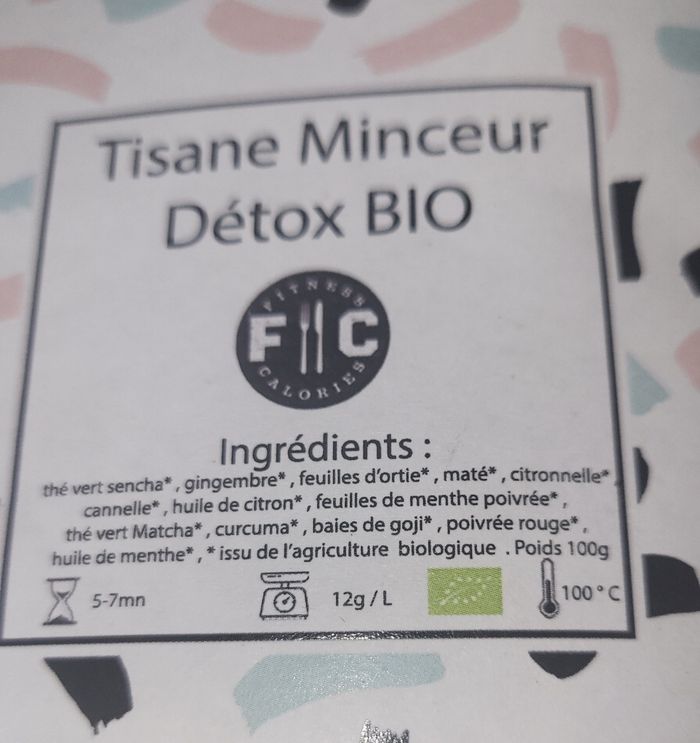 Tisane Minceur
Détox BIO
FITNESS
F C
CALORIES
Ingrédients :
thé vert sencha*, gingembre*, feuilles d'ortie*, maté*, citronnelle*
cannelle*, huile de citron*, feuilles de menthe poivrée*,
thé vert Matcha*, curcuma*, baies de goji*, poivrée rouge*,
huile de menthe*, * issu de l'agriculture biologique . Poids 100g
5-7mn
12g / L
100 ° C